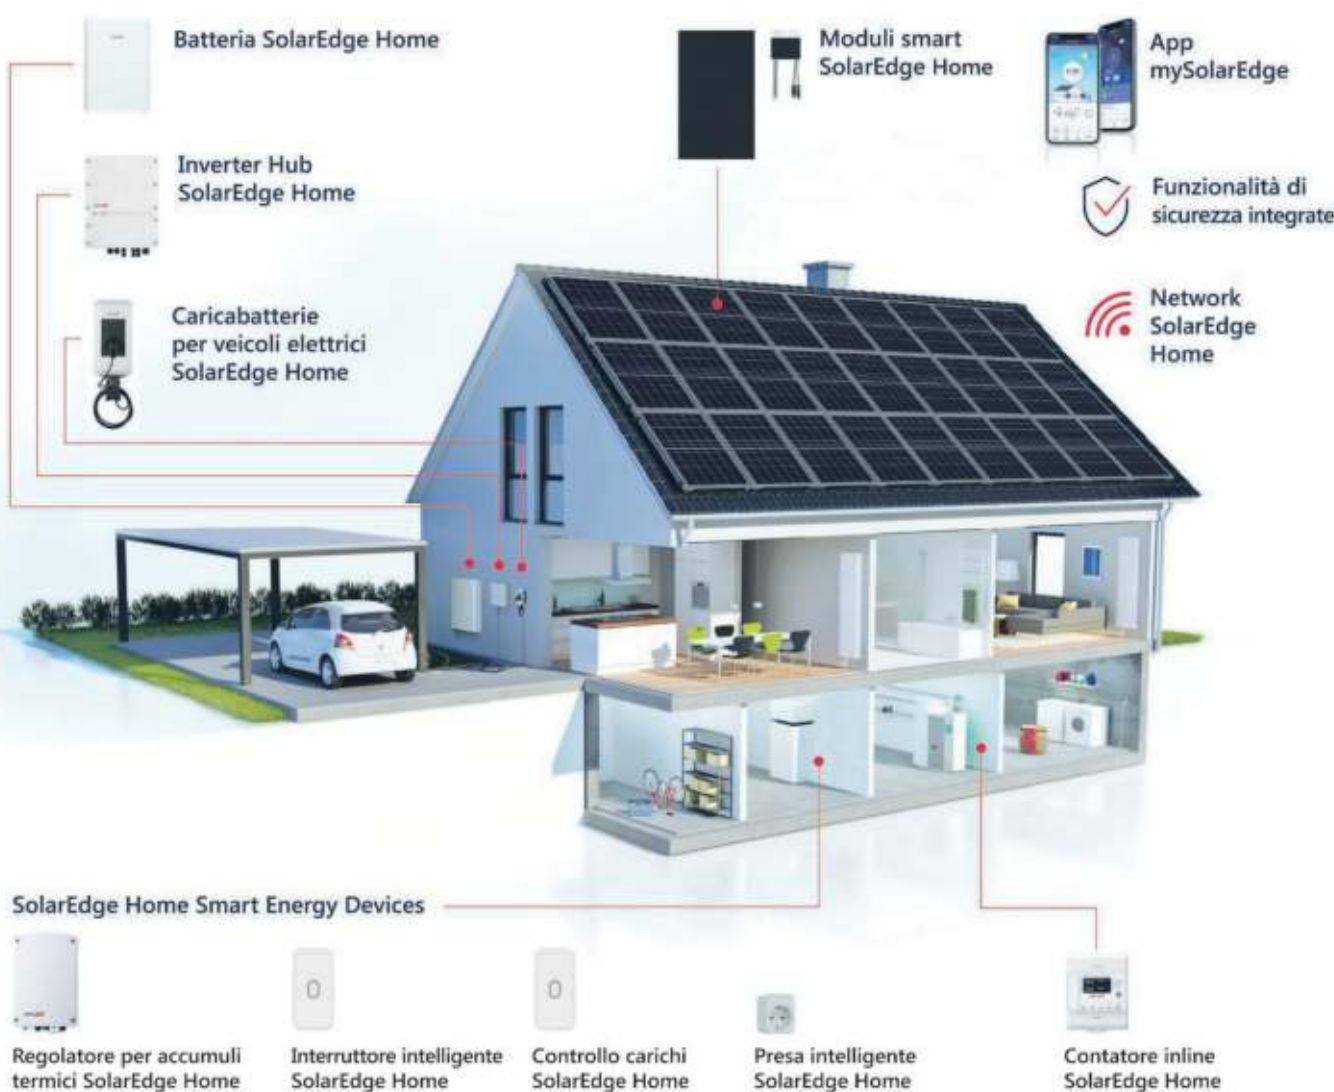 Batteria SolarEdge Home
Inverter Hub
SolarEdge Home
Caricabatterie
per veicoli elettrici
SolarEdge Home
Moduli smart
SolarEdge Home
App
mySolarEdge
Funzionalità di
sicurezza integrate
Network
SolarEdge
Home
SolarEdge Home Smart Energy Devices
Regolatore per accumuli
termici SolarEdge Home
Interruttore intelligente
SolarEdge Home
Controllo carichi
SolarEdge Home
Presa intelligente
SolarEdge Home
Contatore inline
SolarEdge Home